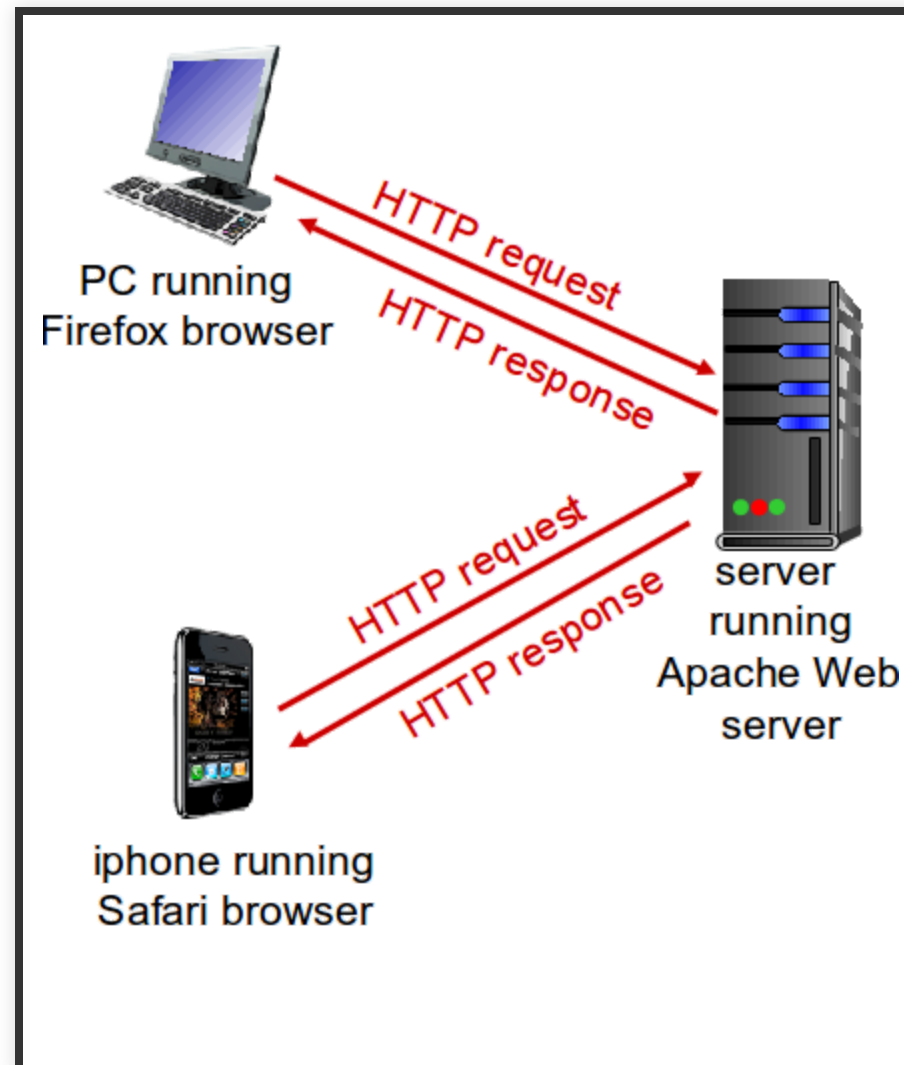 HTTP request
PC running
Firefox browser
HTTP response
HTTP request
server
running
HTTP response
Apache Web
server
iphone running
Safari browser